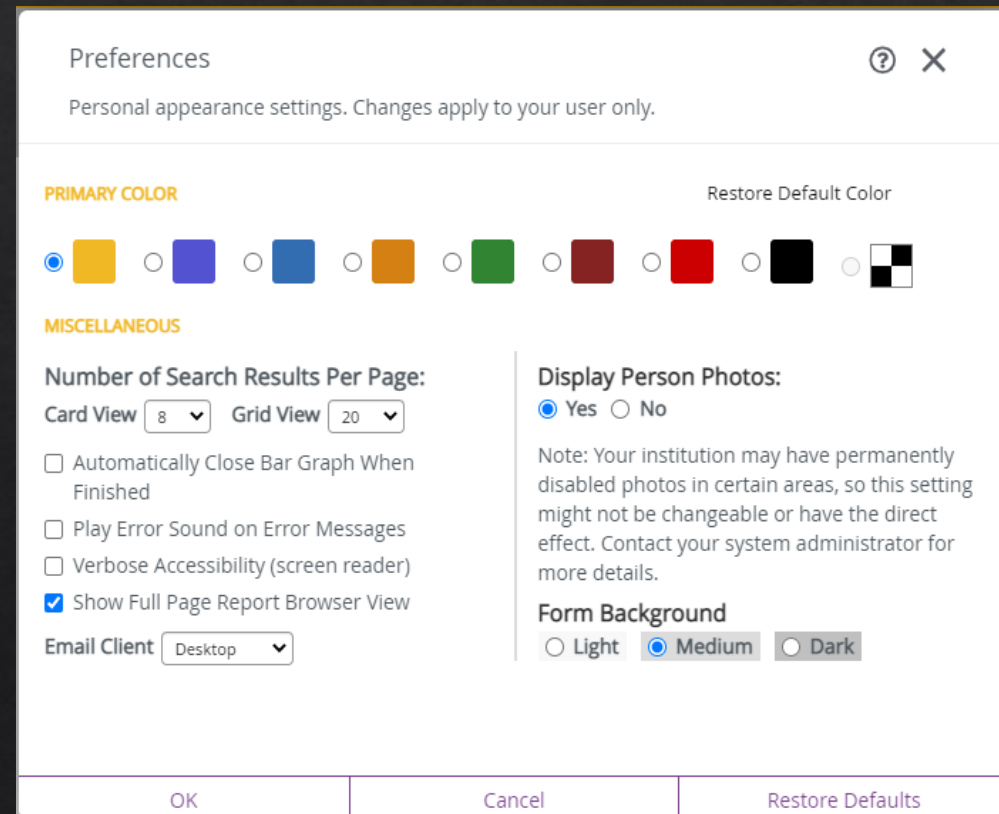 Preferences
Personal appearance settings. Changes apply to your user only.
PRIMARY COLOR
Restore Default Color
MISCELLANEOUS
Number of Search Results Per Page:
Card View 8 Grid View 20
Automatically Close Bar Graph When
Finished
Play Error Sound on Error Messages
Verbose Accessibility (screen reader)
Show Full Page Report Browser View
Email Client Desktop
Display Person Photos:
Yes No
Note: Your institution may have permanently
disabled photos in certain areas, so this setting
might not be changeable or have the direct
effect. Contact your system administrator for
more details.
Form Background
Light Medium Dark
OK Cancel Restore Defaults